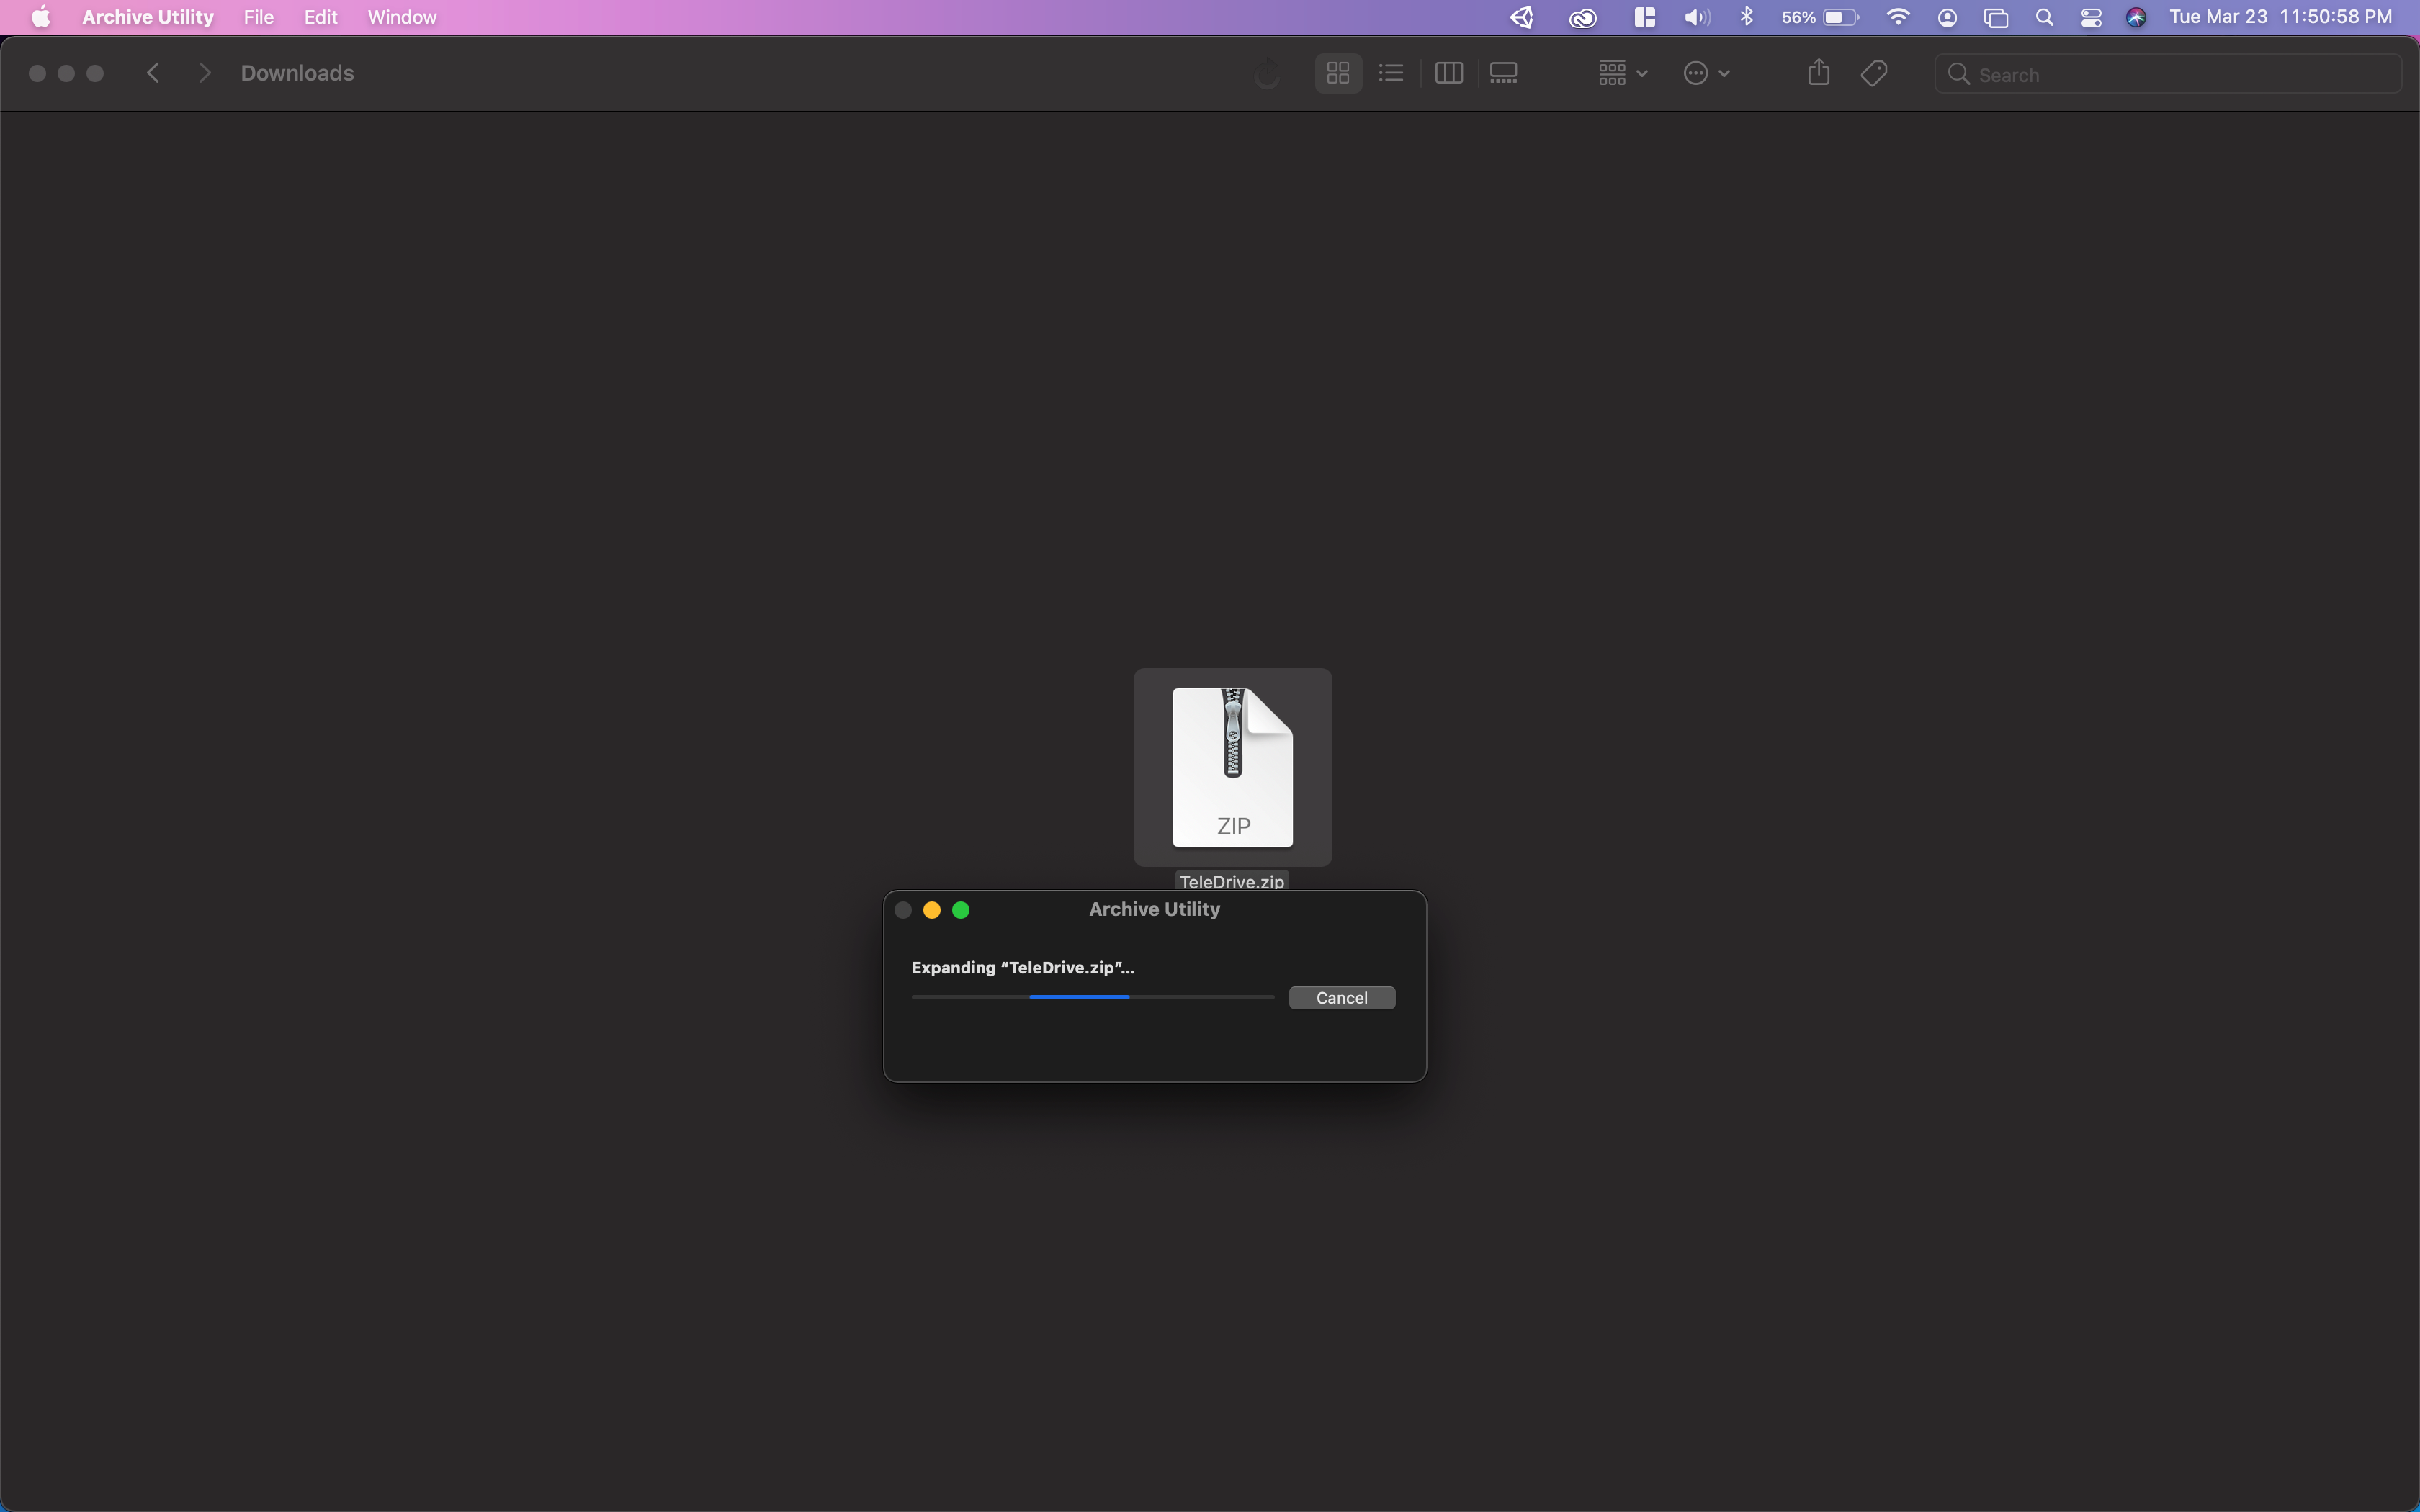 Archive Utility File Edit Window 56% Tue Mar 23 11:50:58 PM
Downloads Search
ZIP
TeleDrive.zip
Archive Utility
Expanding “TeleDrive.zip”...
Cancel